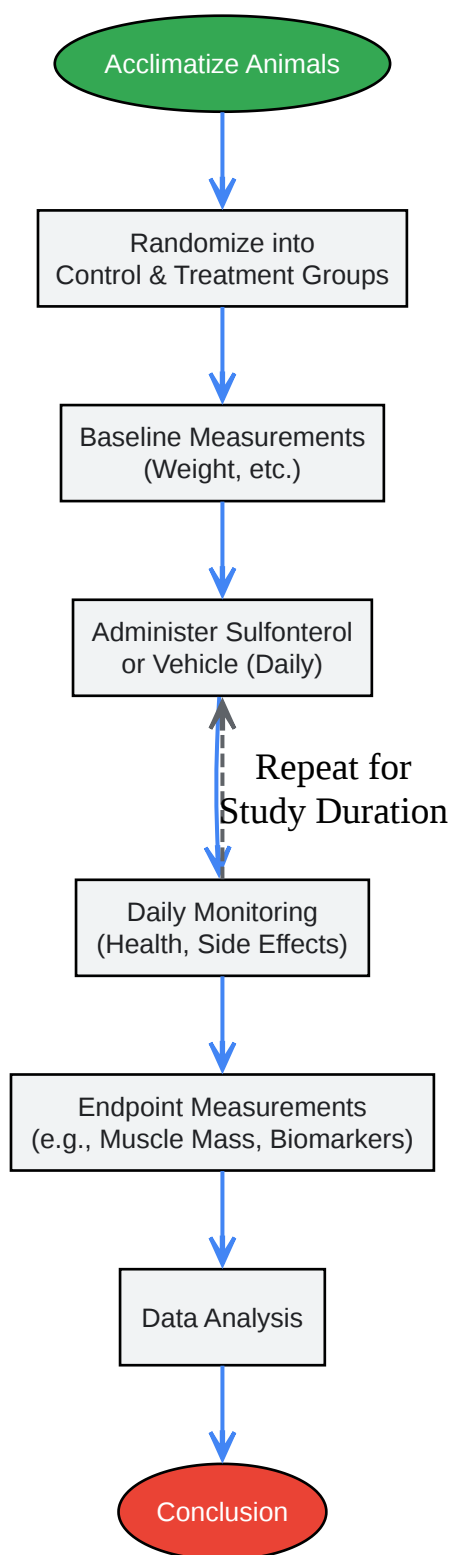 Acclimatize Animals
Randomize into
Control & Treatment Groups
Baseline Measurements
(Weight, etc.)
Administer Sulfonterol
or Vehicle (Daily)
Repeat for
Study Duration
Daily Monitoring
(Health, Side Effects)
Endpoint Measurements
(e.g., Muscle Mass, Biomarkers)
Data Analysis
Conclusion